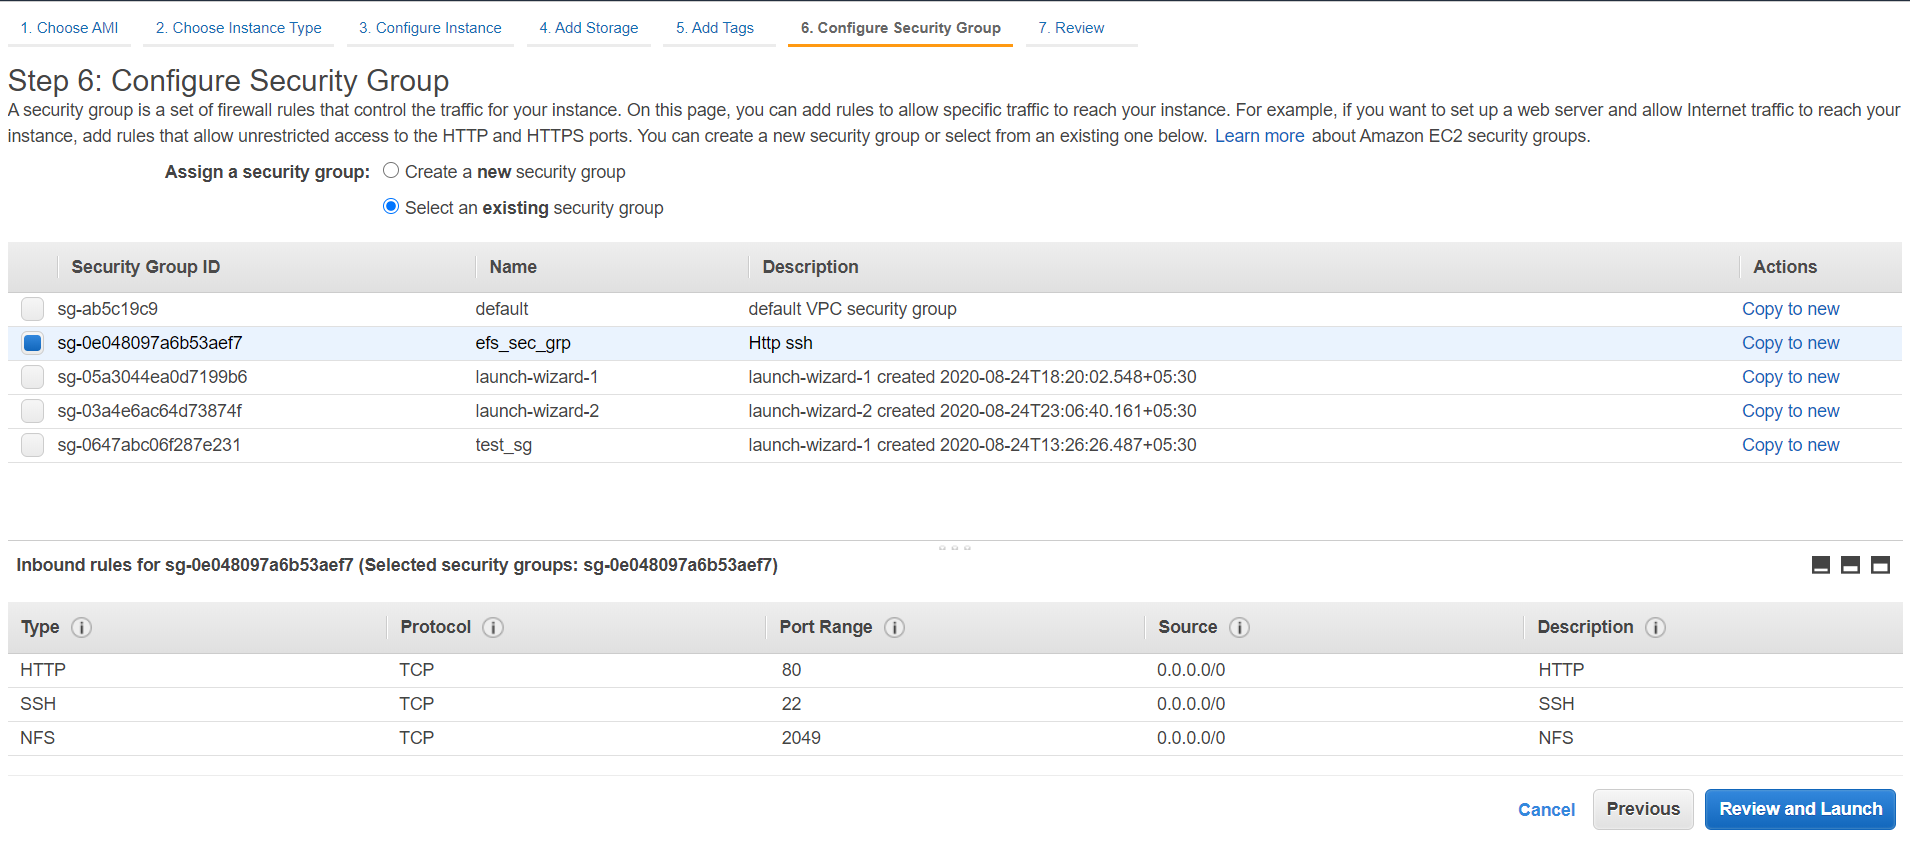 1. Choose AMI 2. Choose Instance Type 3. Configure Instance 4. Add Storage 5. Add Tags 6. Configure Security Group 7. Review
Step 6: Configure Security Group
A security group is a set of firewall rules that control the traffic for your instance. On this page, you can add rules to allow specific traffic to reach your instance. For example, if you want to set up a web server and allow Internet traffic to reach your
instance, add rules that allow unrestricted access to the HTTP and HTTPS ports. You can create a new security group or select from an existing one below. Learn more about Amazon EC2 security groups.
Assign a security group: Create a new security group
Select an existing security group
Security Group ID Name Description Actions
sg-ab5c19c9 default default VPC security group Copy to new
sg-0e048097a6b53aef7 efs_sec_grp Http ssh Copy to new
sg-05a3044ea0d7199b6 launch-wizard-1 launch-wizard-1 created 2020-08-24T18:20:02.548+05:30 Copy to new
sg-03a4e6ac64d73874f launch-wizard-2 launch-wizard-2 created 2020-08-24T23:06:40.161+05:30 Copy to new
sg-0647abc06f287e231 test_sg launch-wizard-1 created 2020-08-24T13:26:26.487+05:30 Copy to new
Inbound rules for sg-0e048097a6b53aef7 (Selected security groups: sg-0e048097a6b53aef7)
Type Protocol Port Range Source Description
HTTP TCP 80 0.0.0.0/0 HTTP
SSH TCP 22 0.0.0.0/0 SSH
NFS TCP 2049 0.0.0.0/0 NFS
Cancel Previous Review and Launch